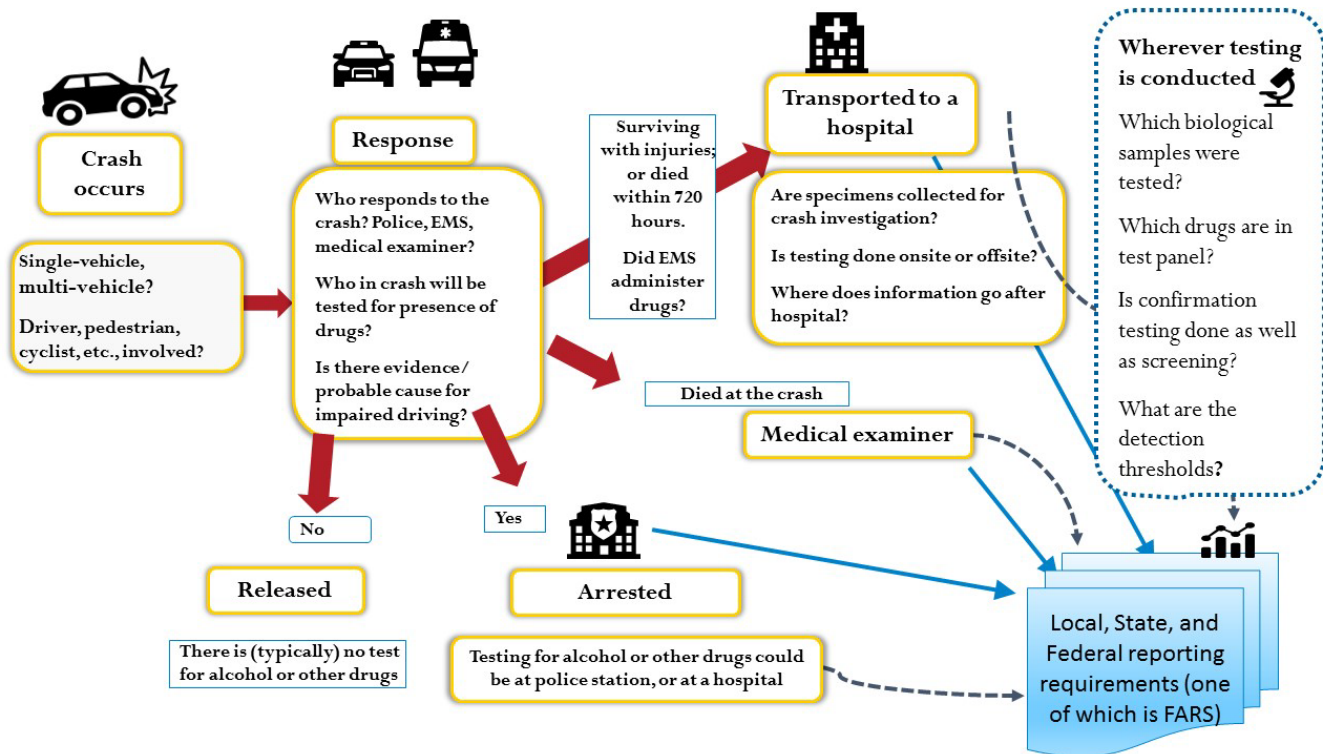 Crash
occurs
Single-vehicle,
multi-vehicle?
Driver, pedestrian,
cyclist, etc., involved?
Response
Who responds to the
crash? Police, EMS,
medical examiner?
Who in crash will be
tested for presence of
drugs?
Is there evidence/
probable cause for
impaired driving?
No
Released
There is (typically) no test
for alcohol or other drugs
Yes
Arrested
Testing for alcohol or other drugs could
be at police station, or at a hospital
Surviving
with injuries;
or died
within 720
hours.
Did EMS
administer
drugs?
Transported to a
hospital
Are specimens collected for
crash investigation?
Is testing done onsite or offsite?
Where does information go after
hospital?
Died at the crash
Medical examiner
Wherever testing
is conducted
Which biological
samples were
tested?
Which drugs are in
test panel?
Is confirmation
testing done as well
as screening?
What are the
detection
thresholds?
Local, State, and
Federal reporting
requirements (one
of which is FARS)